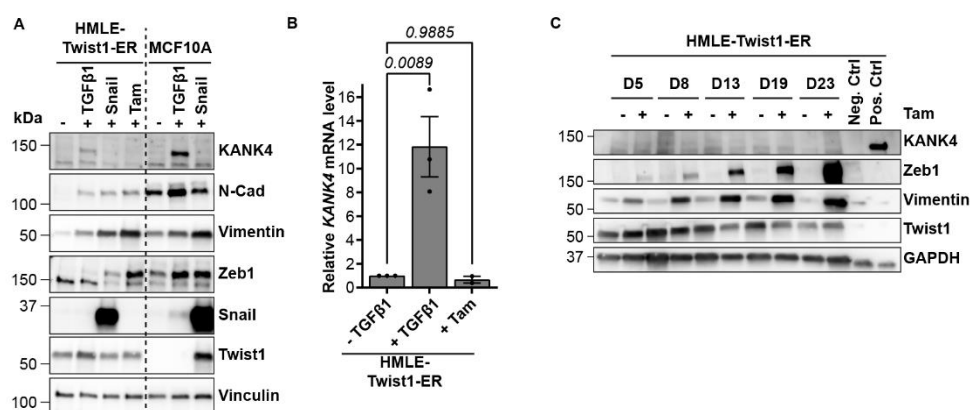 A
HMLE-
Twist1-ER
MCF10A
TGFβ1
Snail
Tam
TGFβ1
Snail
kDa
- + + + - + +
150
KANK4
100
N-Cad
50
Vimentin
150
Zeb1
37
Snail
50
Twist1
100
Vinculin
B
0.9885
0.0089
Relative KANK4 mRNA level
16
14
12
10
8
6
4
2
0
- TGFβ1
+ TGFβ1
+ Tam
HMLE-
Twist1-ER
C
HMLE-Twist1-ER
D5 D8 D13 D19 D23
Neg. Ctrl
Pos. Ctrl
- + - + - + - + - + Tam
150
KANK4
150
Zeb1
50
Vimentin
50
Twist1
37
GAPDH